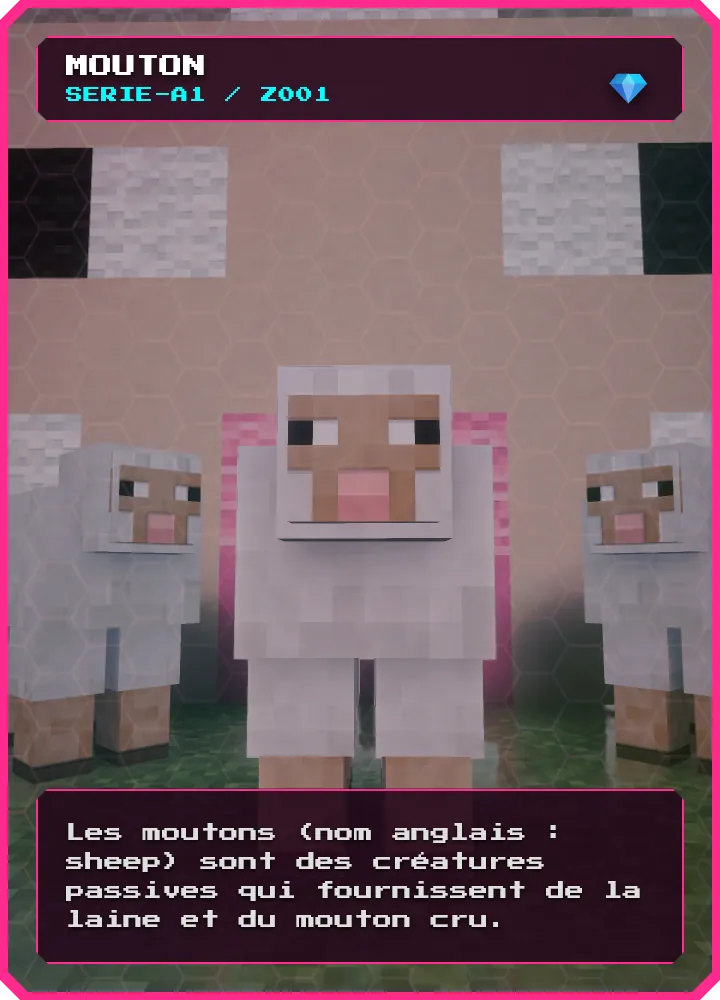 MOUTON
SERIE-A1 / Z001
Les moutons (nom anglais :
sheep) sont des créatures
passives qui fournissent de la
laine et du mouton cru.